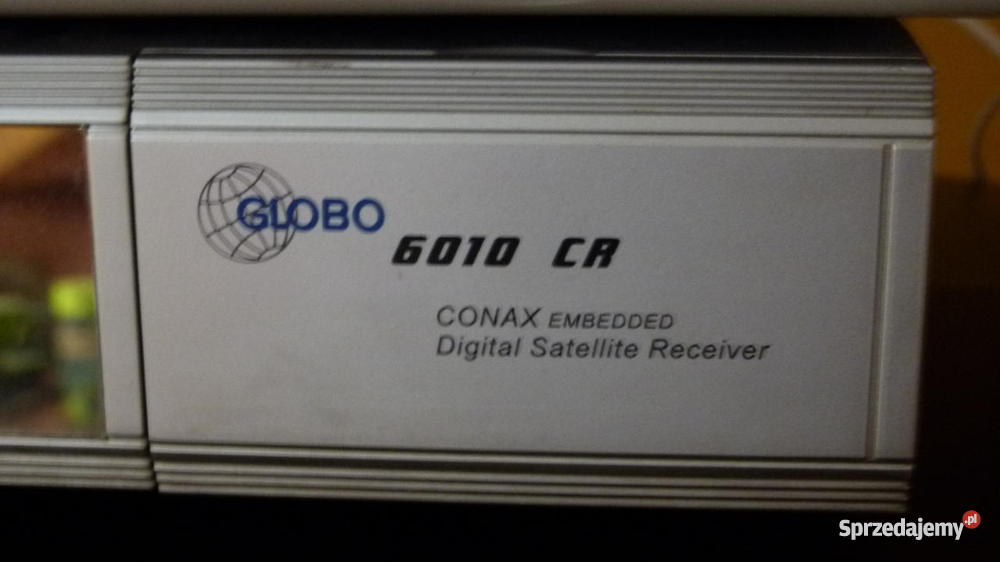 GLOBO
6010 CR
CONAX EMBEDDED
Digital Satellite Receiver
Sprzedajemy.pl